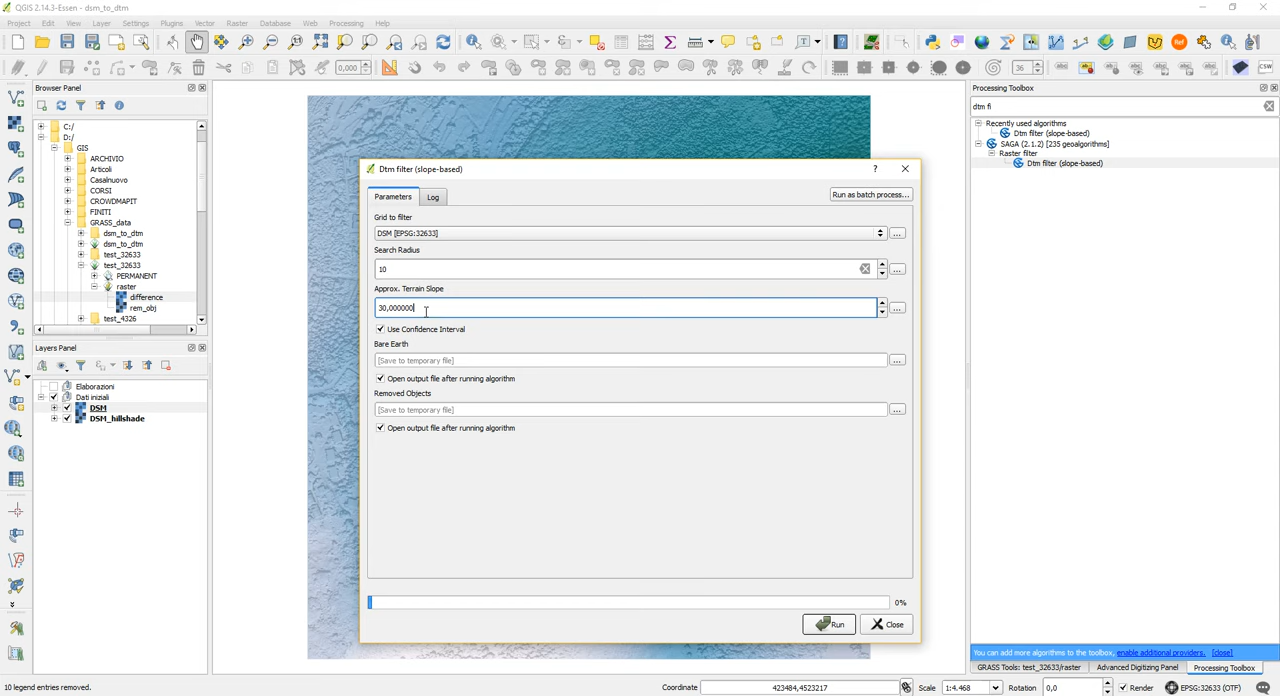 QGIS 2.14.3-Essen - dsm_to_dtm
Project Edit View Layer Settings Plugins Vector Raster Database Web Processing Help
0,000
36
CSW
Browser Panel
C:/
D:/
GIS
ARCHIVIO
Articoli
Casalnuovo
CORSI
CROWDMAPIT
FINITI
GRASS_data
dsm_to_dtm
dsm_to_dtm
test_32633
test_32633
PERMANENT
raster
difference
rem_obj
test_4326
Layers Panel
Elaborazioni
Dati iniziali
DSM
DSM_hillshade
Dtm filter (slope-based)
?
Parameters Log
Run as batch process...
Grid to filter
DSM [EPSG:32633]
...
Search Radius
10
...
Approx. Terrain Slope
30,000000
...
Use Confidence Interval
Bare Earth
[Save to temporary file]
...
Open output file after running algorithm
Removed Objects
[Save to temporary file]
...
Open output file after running algorithm
0%
Run Close
Processing Toolbox
dtm fi
Recently used algorithms
Dtm filter (slope-based)
SAGA (2.1.2) [235 geoalgorithms]
Raster filter
Dtm filter (slope-based)
You can add more algorithms to the toolbox, enable additional providers. [close]
GRASS Tools: test_32633/raster Advanced Digitizing Panel Processing Toolbox
10 legend entries removed.
Coordinate 423484,4523217 Scale 1:4.468 Rotation 0,0 Render EPSG:32633 (OTF)